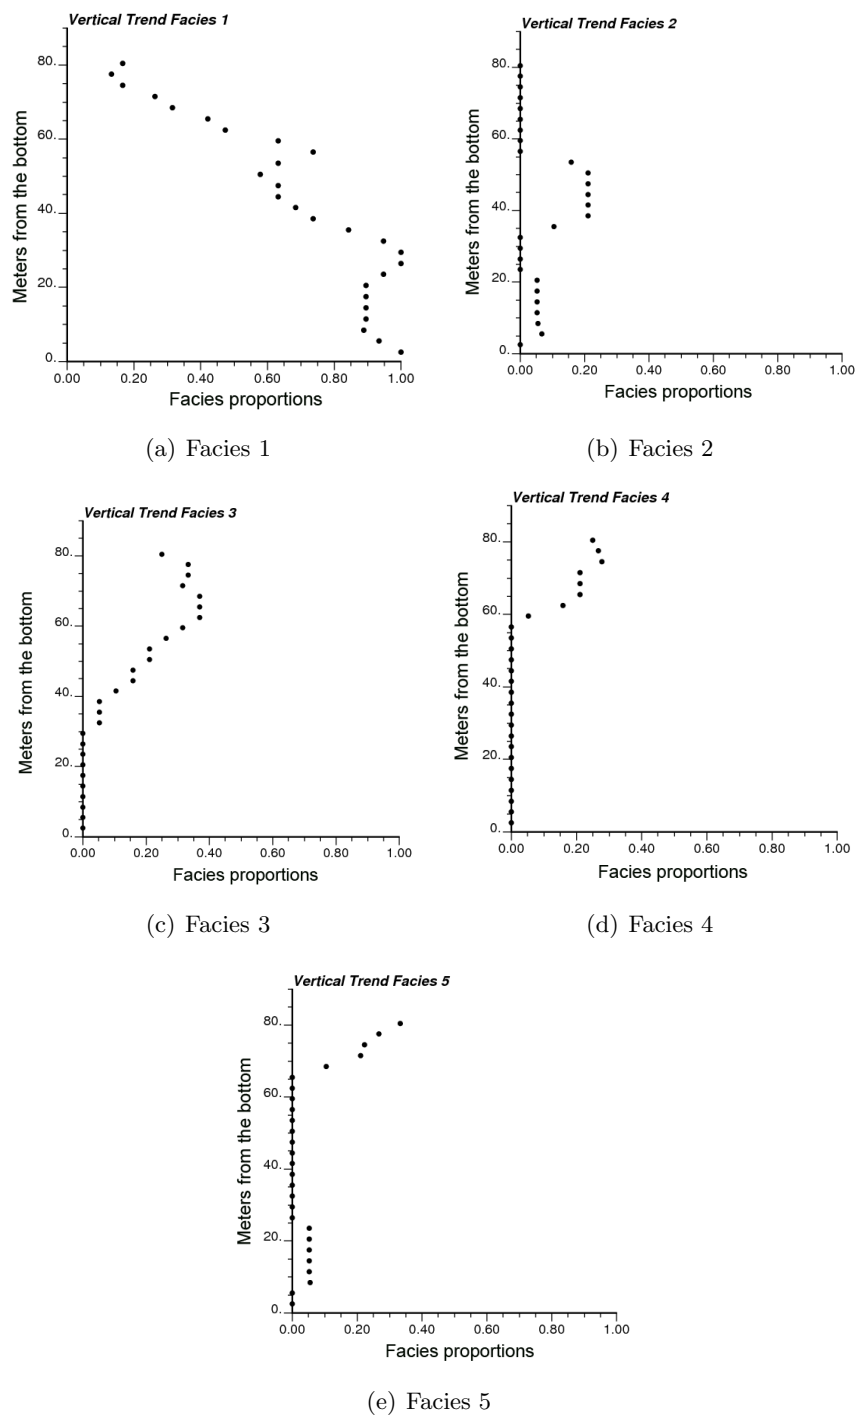 Vertical Trend Facies 1
Meters from the bottom
80.
60.
40.
20.
0.
0.00 0.20 0.40 0.60 0.80 1.00
Facies proportions
(a) Facies 1
Vertical Trend Facies 2
Meters from the bottom
80.
60.
40.
20.
0.
0.00 0.20 0.40 0.60 0.80 1.00
Facies proportions
(b) Facies 2
Vertical Trend Facies 3
Meters from the bottom
80.
60.
40.
20.
0.
0.00 0.20 0.40 0.60 0.80 1.00
Facies proportions
(c) Facies 3
Vertical Trend Facies 4
Meters from the bottom
80.
60.
40.
20.
0.
0.00 0.20 0.40 0.60 0.80 1.00
Facies proportions
(d) Facies 4
Vertical Trend Facies 5
Meters from the bottom
80.
60.
40.
20.
0.
0.00 0.20 0.40 0.60 0.80 1.00
Facies proportions
(e) Facies 5